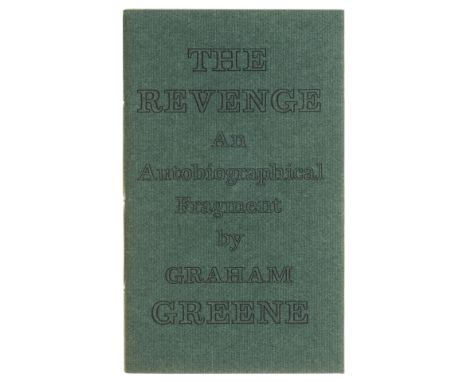 THE
REVENGE
An
Autobiographical
Fragment
by
GRAHAM
GREENE